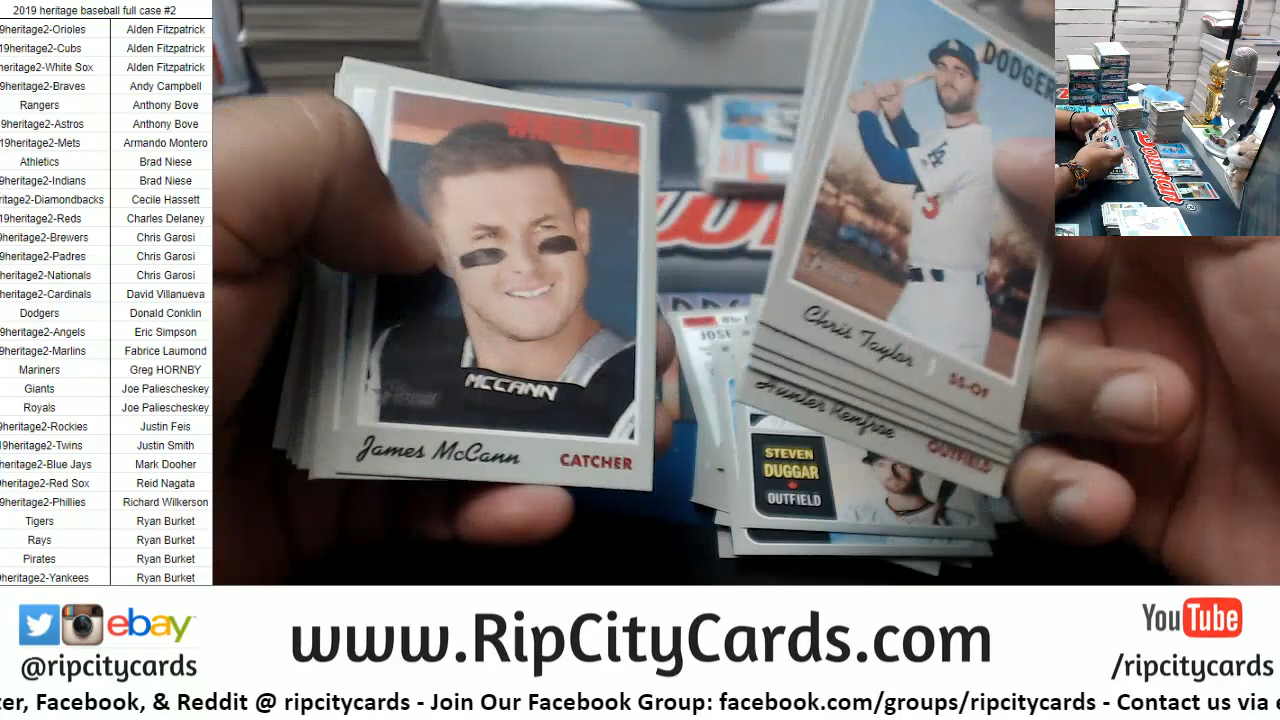 2019 heritage baseball full case #2
9heritage2-Orioles Alden Fitzpatrick
19heritage2-Cubs Alden Fitzpatrick
heritage2-White Sox Alden Fitzpatrick
9heritage2-Braves Andy Campbell
Rangers Anthony Bove
9heritage2-Astros Anthony Bove
19heritage2-Mets Armando Montero
Athletics Brad Niese
9heritage2-Indians Brad Niese
heritage2-Diamondbacks Cecile Hassett
19heritage2-Reds Charles Delaney
heritage2-Brewers Chris Garosi
9heritage2-Padres Chris Garosi
heritage2-Nationals Chris Garosi
heritage2-Cardinals David Villanueva
Dodgers Donald Conklin
9heritage2-Angels Eric Simpson
9heritage2-Marlins Fabrice Laumond
Mariners Greg HORNBY
Giants Joe Paliescheskey
Royals Joe Paliescheskey
9heritage2-Rockies Justin Feis
19heritage2-Twins Justin Smith
heritage2-Blue Jays Mark Dooher
heritage2-Red Sox Reid Nagata
9heritage2-Phillies Richard Wilkerson
Tigers Ryan Burket
Rays Ryan Burket
Pirates Ryan Burket
9heritage2-Yankees Ryan Burket
DODGER
5
Chris Taylor
SS-OF
Hunter Renfroe
OUTFIELD
MCCANN
James McCann CATCHER
JOSE
STEVEN
DUGGAR
OUTFIELD
Bowman
ebay
@ripcitycards
www.RipCityCards.com
YouTube
/ripcitycards
ter, Facebook, & Reddit @ ripcitycards - Join Our Facebook Group: facebook.com/groups/ripcitycards - Contact us via